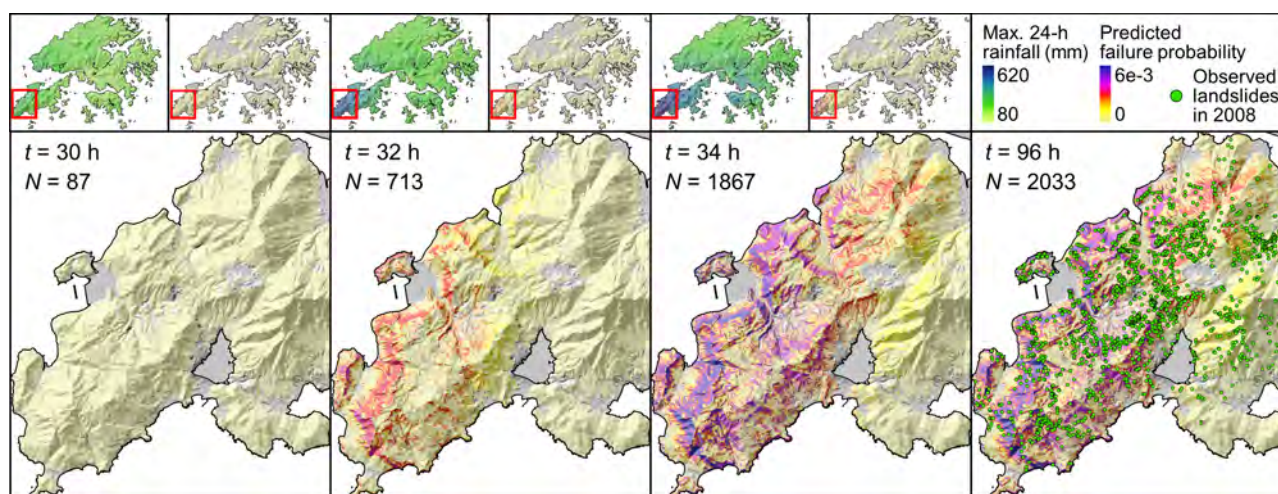 Max. 24-h
rainfall (mm)
620
80
Predicted
failure probability
6e-3
0
Observed
landslides
in 2008
t = 30 h
N = 87
t = 32 h
N = 713
t = 34 h
N = 1867
t = 96 h
N = 2033